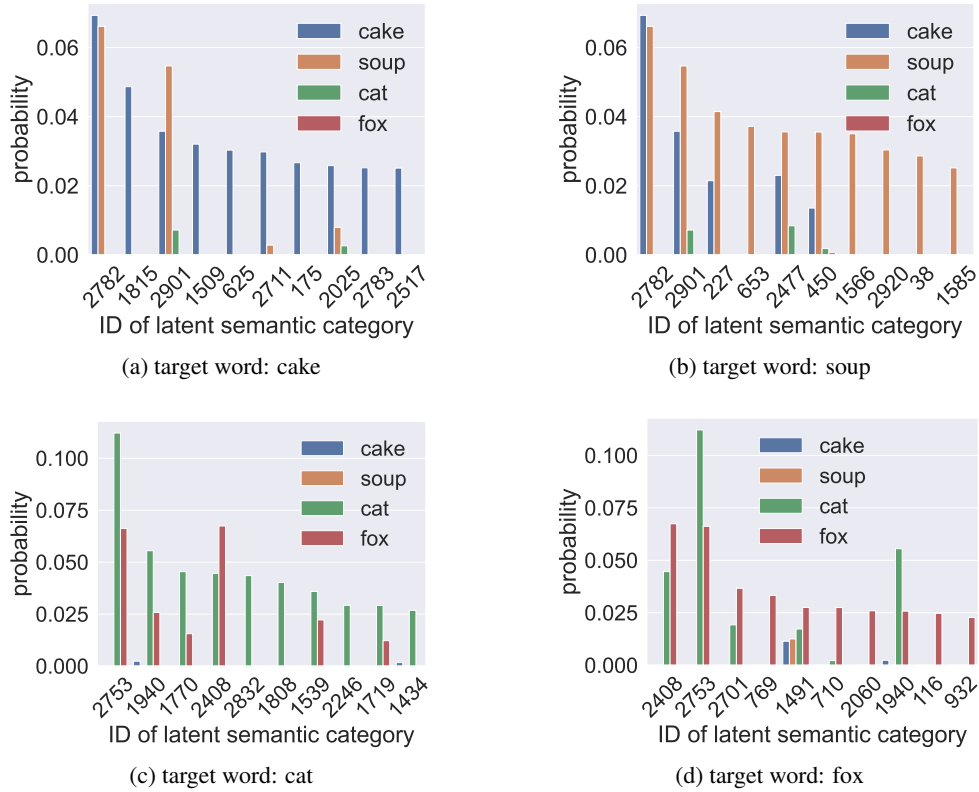 cake
soup
cat
fox
probability
0.06
0.04
0.02
0.00
2782 1815 2901 1509 625 2711 175 2025 2783 2517
ID of latent semantic category
(a) target word: cake
cake
soup
cat
fox
probability
0.06
0.04
0.02
0.00
2782 2901 227 653 2477 450 1566 2920 38 1585
ID of latent semantic category
(b) target word: soup
cake
soup
cat
fox
probability
0.100
0.075
0.050
0.025
0.000
2753 1940 1770 2408 2832 1808 1539 2246 1719 1434
ID of latent semantic category
(c) target word: cat
cake
soup
cat
fox
probability
0.100
0.075
0.050
0.025
0.000
2408 2753 2701 769 1491 710 2060 1940 116 932
ID of latent semantic category
(d) target word: fox